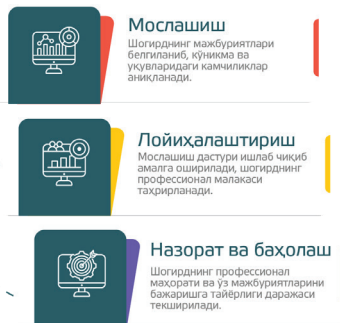 Мослашиш
Шогирднинг мажбуриятлари
белгиланиб, кўникма ва
уқувларидаги камчиликлар
аниқланади.
Лойиҳалаштириш
Мослашиш дастури ишлаб чиқиб
амалга оширилади, шогирднинг
профессионал малакаси
таҳрирланади.
Назорат ва баҳолаш
Шогирднинг профессионал
маҳорати ва ўз мажбуриятларини
бажаришга тайёрлиги даражаси
текширилади.